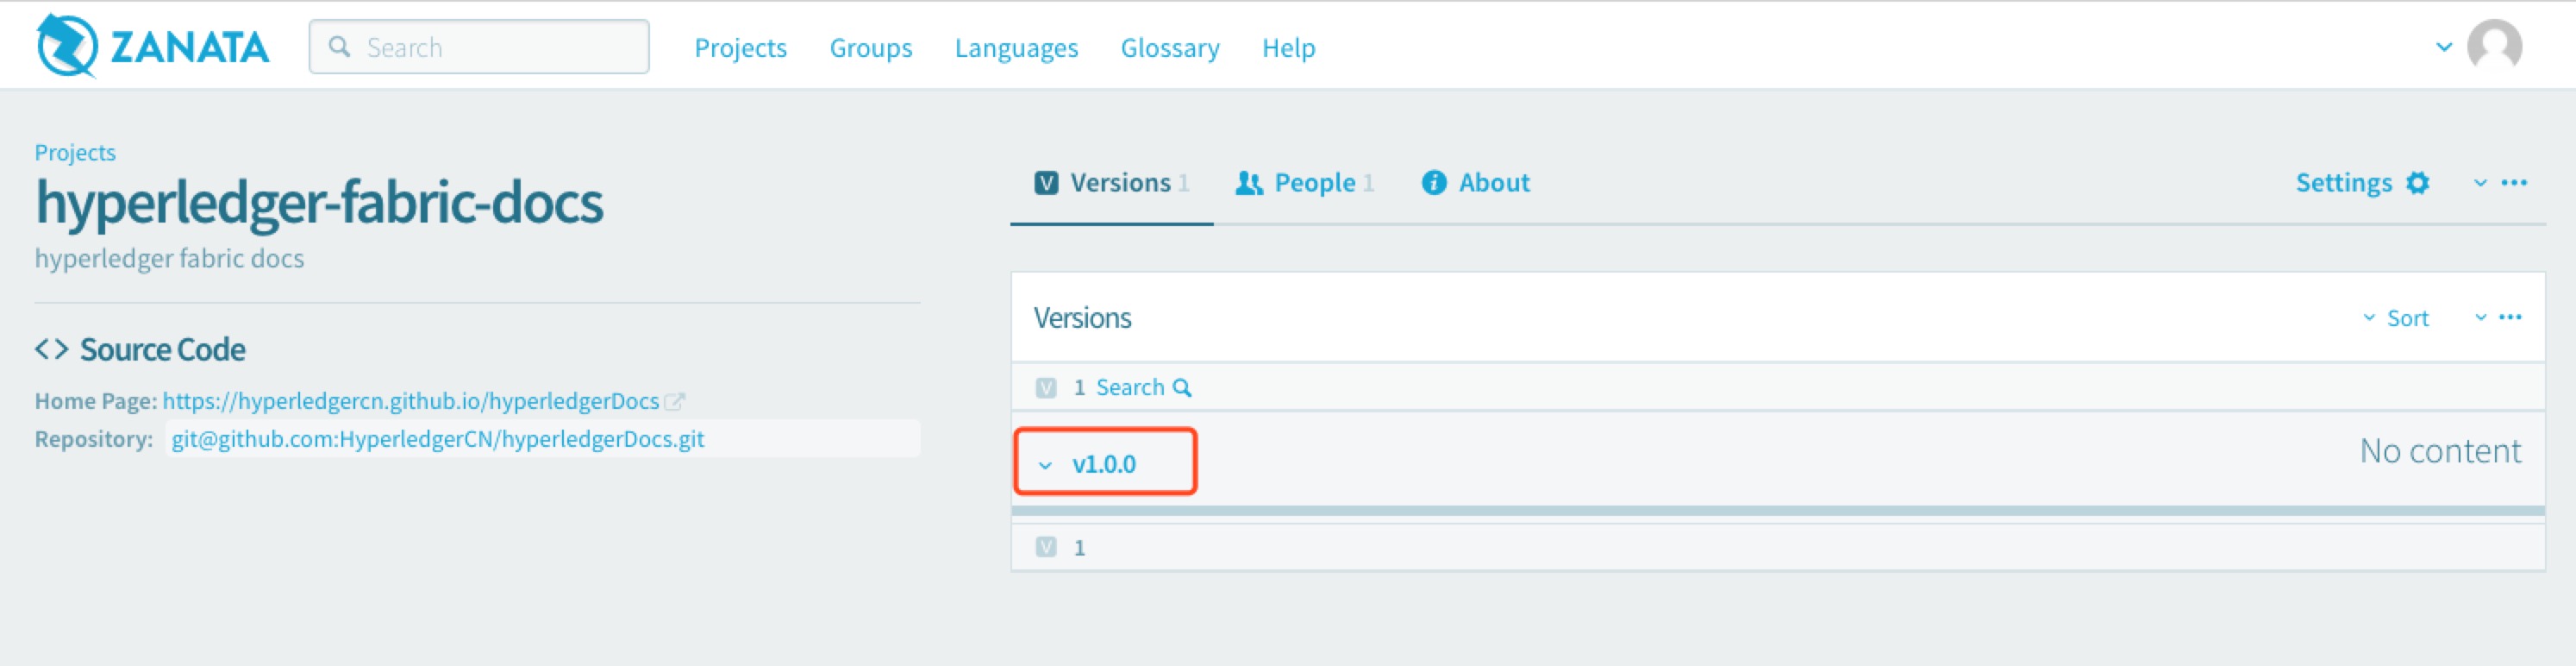 ZANATA Search Projects Groups Languages Glossary Help
Projects
hyperledger-fabric-docs
hyperledger fabric docs
<> Source Code
Home Page: https://hyperledgercn.github.io/hyperledgerDocs
Repository: git@github.com:HyperledgerCN/hyperledgerDocs.git
V Versions 1 People 1 i About Settings ...
Versions Sort ...
V 1 Search
v1.0.0 No content
V 1